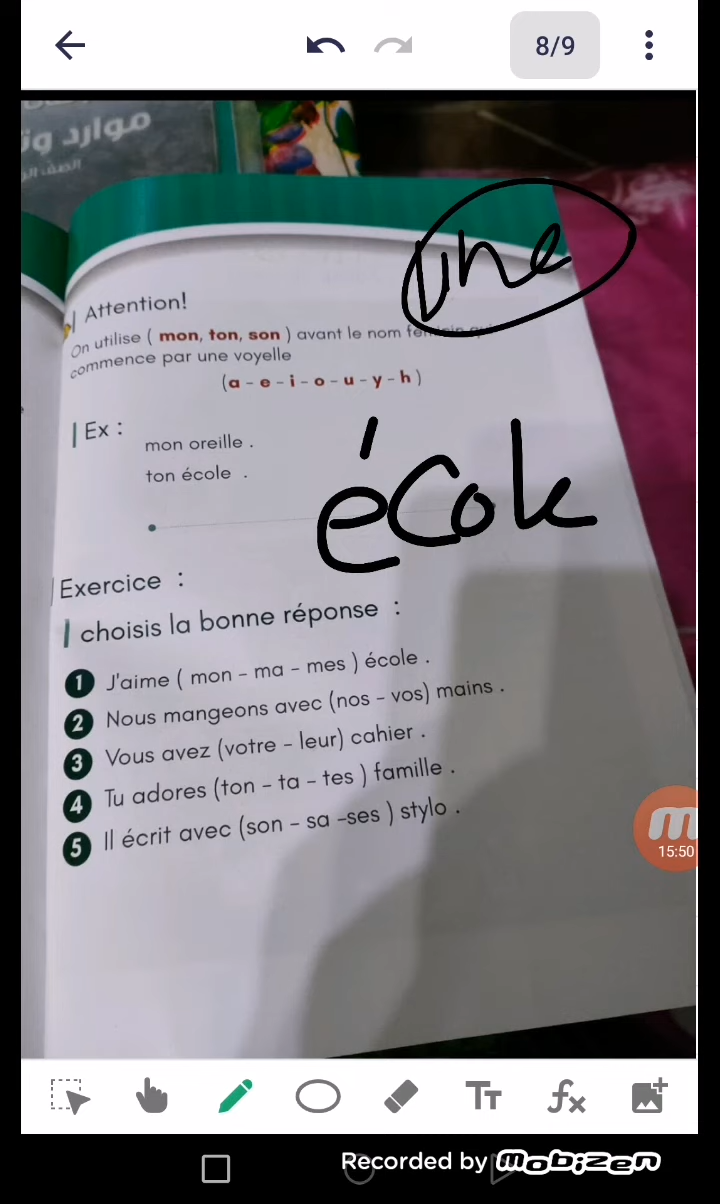 8/9
موارد
une
Attention!
On utilise ( mon, ton, son ) avant le nom
commence par une voyelle
(a - e - i - o - u - y - h)
Ex :
mon oreille .
ton école .
école
Exercice :
choisis la bonne réponse :
1 J'aime ( mon - ma - mes ) école .
2 Nous mangeons avec (nos - vos) mains .
3 Vous avez (votre - leur) cahier .
4 Tu adores (ton - ta - tes ) famille .
5 Il écrit avec (son - sa -ses ) stylo .
15:50
TT
fx
Recorded by mobizen